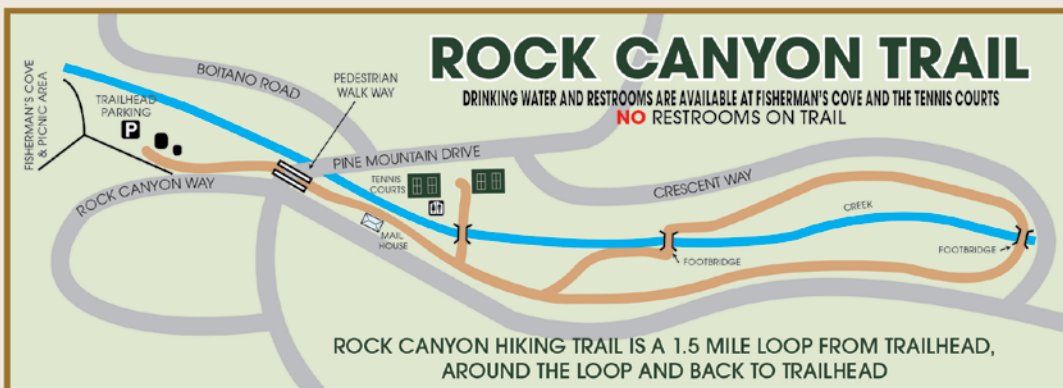 ROCK CANYON TRAIL
DRINKING WATER AND RESTROOMS ARE AVAILABLE AT FISHERMAN'S COVE AND THE TENNIS COURTS
NO RESTROOMS ON TRAIL
BOITANO ROAD
PEDESTRIAN
WALK WAY
FISHERMAN'S COVE
& PICNIC AREA
TRAILHEAD
PARKING
P
PINE MOUNTAIN DRIVE
ROCK CANYON WAY
TENNIS
COURTS
CRESCENT WAY
CREEK
MAIL
HOUSE
FOOTBRIDGE
FOOTBRIDGE
ROCK CANYON HIKING TRAIL IS A 1.5 MILE LOOP FROM TRAILHEAD,
AROUND THE LOOP AND BACK TO TRAILHEAD